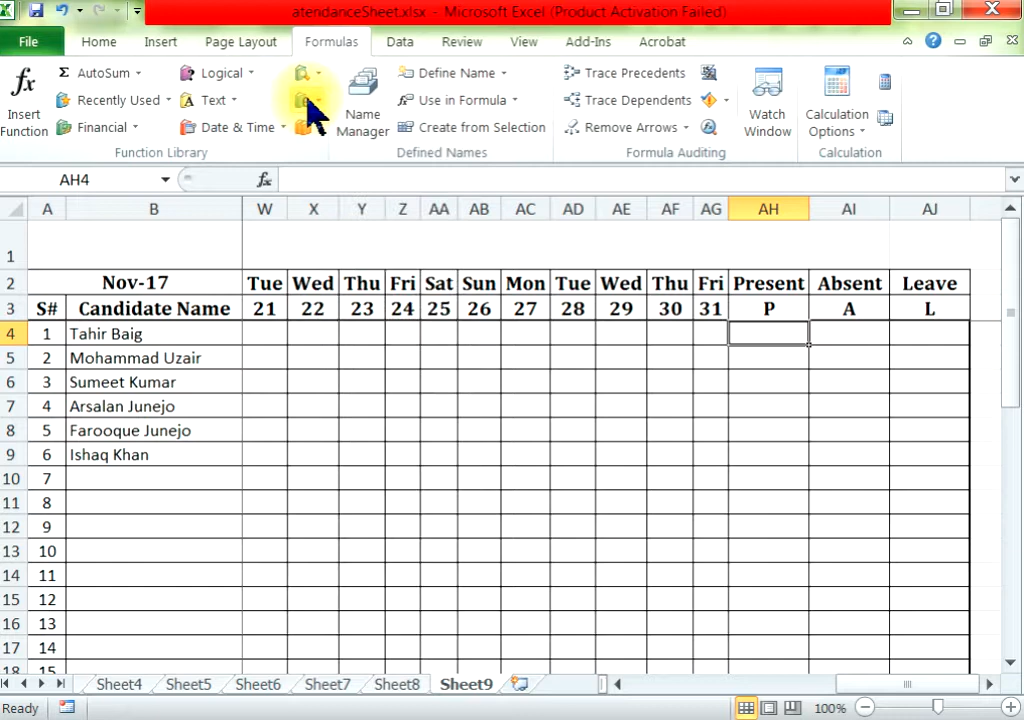 atendanceSheet.xlsx - Microsoft Excel (Product Activation Failed)
File Home Insert Page Layout Formulas Data Review View Add-Ins Acrobat
fx Insert Function
Σ AutoSum
Recently Used
Financial
Logical
A Text
Date & Time
Function Library
Name Manager
Define Name
fx Use in Formula
Create from Selection
Defined Names
Trace Precedents
Trace Dependents
Remove Arrows
Formula Auditing
Watch Window
Calculation Options
Calculation
AH4 fx
A B W X Y Z AA AB AC AD AE AF AG AH AI AJ
1
2 Nov-17 Tue Wed Thu Fri Sat Sun Mon Tue Wed Thu Fri Present Absent Leave
3 S# Candidate Name 21 22 23 24 25 26 27 28 29 30 31 P A L
4 1 Tahir Baig
5 2 Mohammad Uzair
6 3 Sumeet Kumar
7 4 Arsalan Junejo
8 5 Farooque Junejo
9 6 Ishaq Khan
10 7
11 8
12 9
13 10
14 11
15 12
16 13
17 14
18 15
Sheet4 Sheet5 Sheet6 Sheet7 Sheet8 Sheet9
Ready 100%